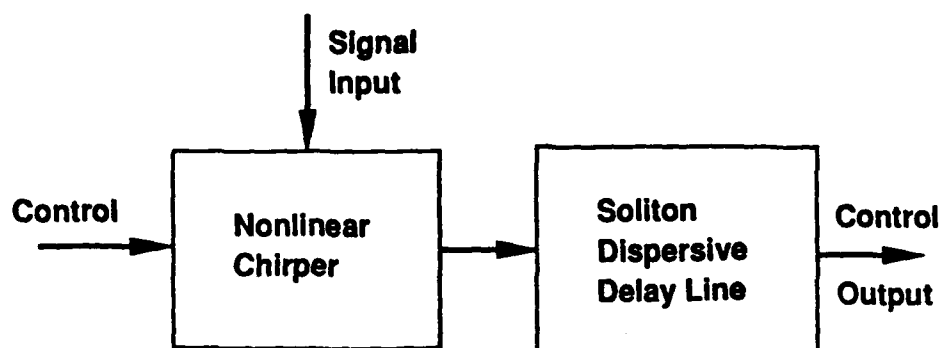 Signal
Input
Control
Nonlinear
Chirper
Soliton
Dispersive
Delay Line
Control
Output